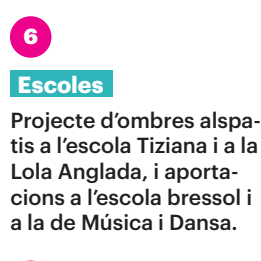 6
Escoles
Projecte d'ombres alspa-
tis a l'escola Tiziana i a la
Lola Anglada, i aporta-
cions a l'escola bressol i
a la de Música i Dansa.